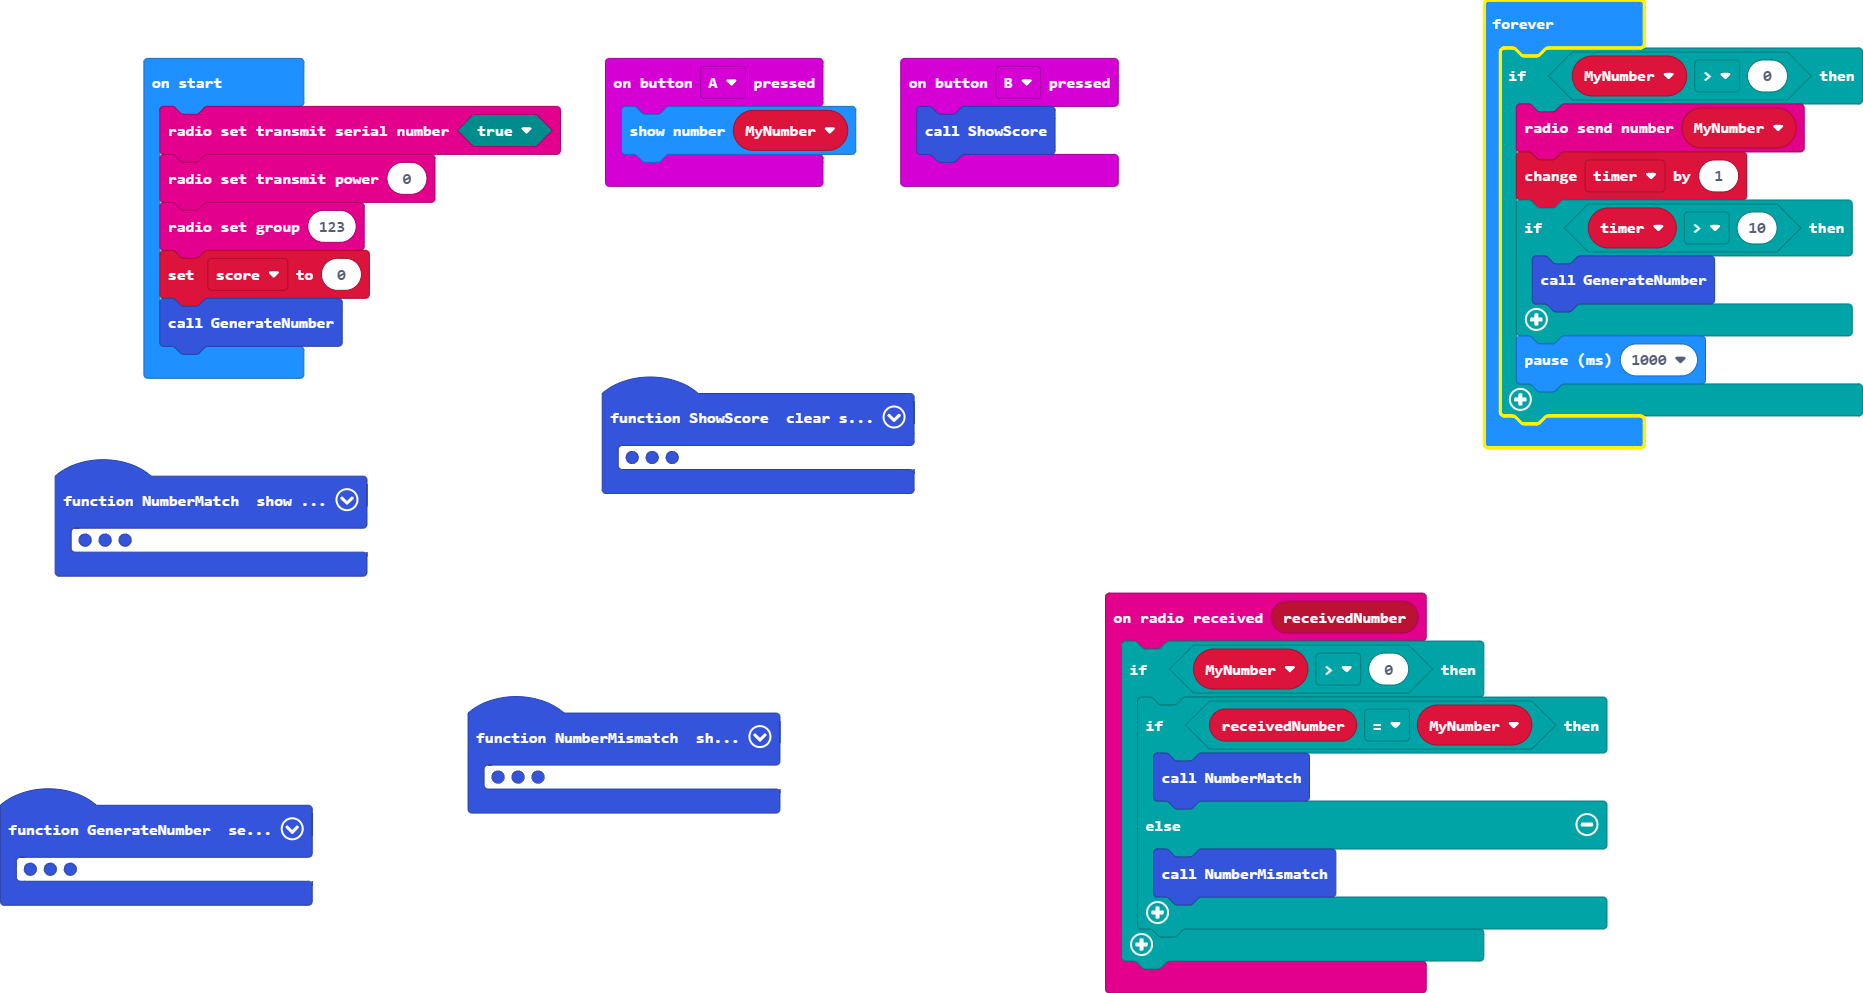 on start
radio set transmit serial number true
radio set transmit power 0
radio set group 123
set score to 0
call GenerateNumber
on button A pressed
show number MyNumber
on button B pressed
call ShowScore
forever
if MyNumber > 0 then
radio send number MyNumber
change timer by 1
if timer > 10 then
call GenerateNumber
pause (ms) 1000
function ShowScore clear s...
function NumberMatch show ...
function NumberMismatch sh...
function GenerateNumber se...
on radio received receivedNumber
if MyNumber > 0 then
if receivedNumber = MyNumber then
call NumberMatch
else
call NumberMismatch